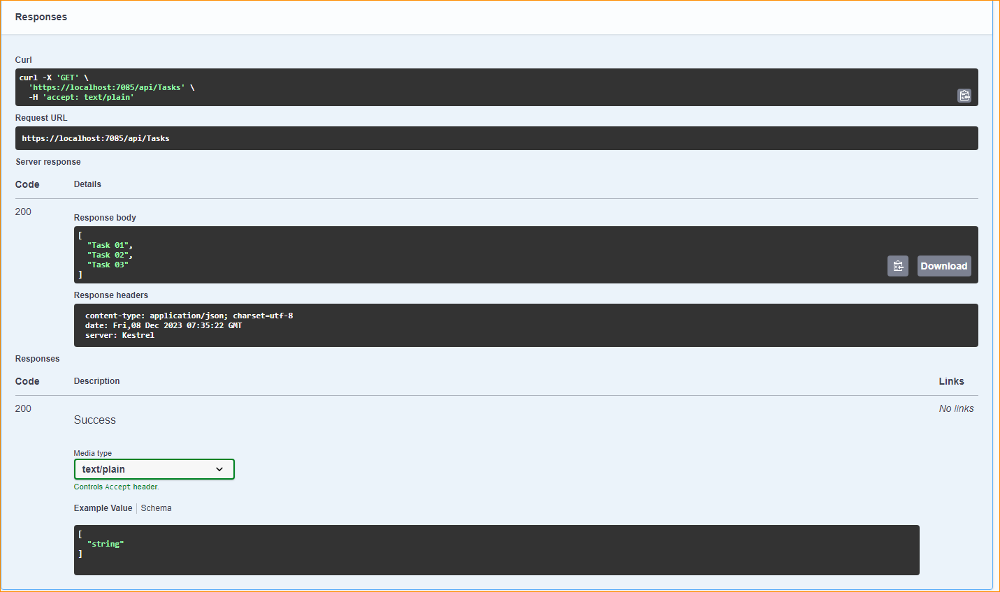 Responses
Curl
curl -X 'GET' \
  'https://localhost:7085/api/Tasks' \
  -H 'accept: text/plain'
Request URL
https://localhost:7085/api/Tasks
Server response
Code Details
200
Response body
[
  "Task 01",
  "Task 02",
  "Task 03"
]
Download
Response headers
content-type: application/json; charset=utf-8
date: Fri,08 Dec 2023 07:35:22 GMT
server: Kestrel
Responses
Code Description Links
200 No links
Success
Media type
text/plain
Controls Accept header.
Example Value Schema
[
  "string"
]